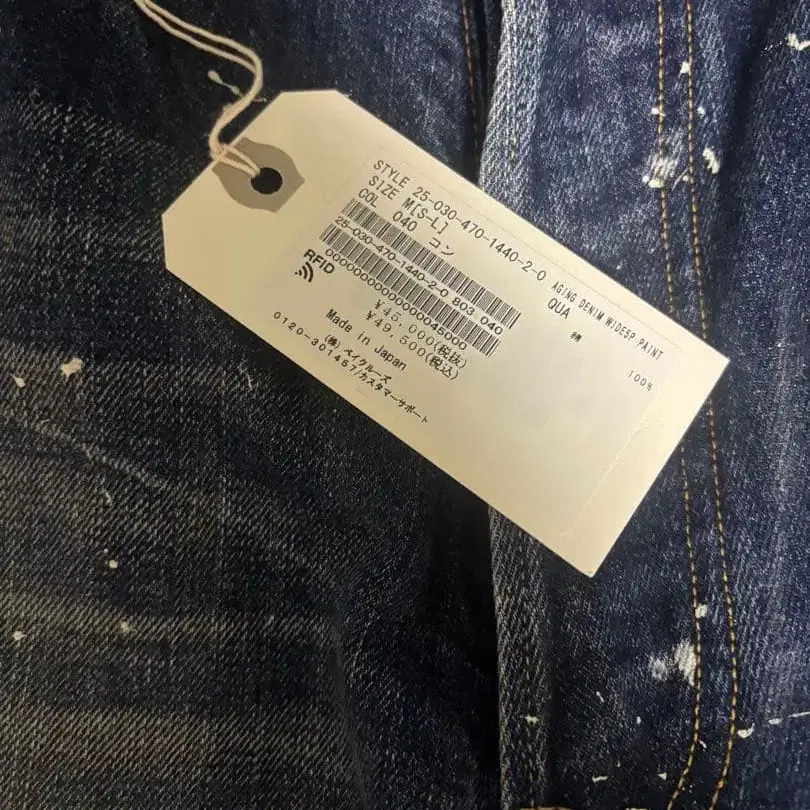 STYLE 25-030-470-1440-2-0 AGING DENIM WIDE5P PAINT
SIZE M[S-L]
COL 040 コン
QUA 綿 100%
25-030-470-1440-2-0 803 040
0000000000000045000
RFID
¥45,000(税抜)
¥49,500(税込)
Made in Japan
(株) ベイクルーズ
0120-301457/カスタマーサポート